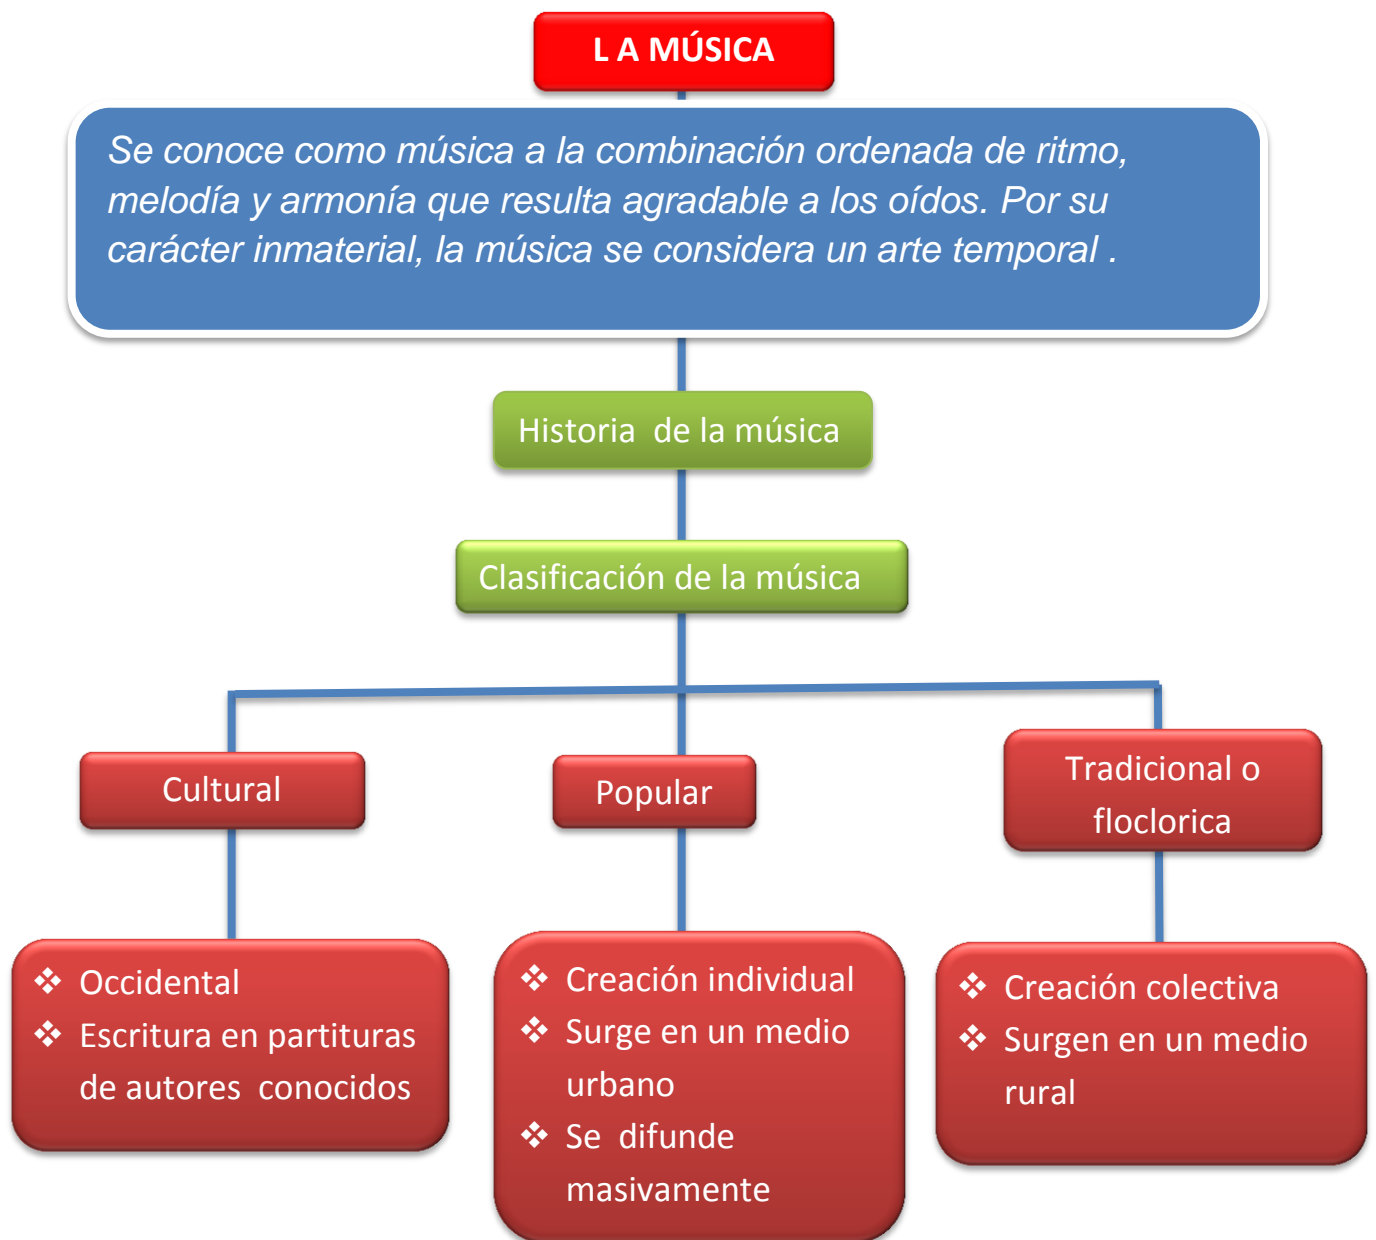 L A MÚSICA
Se conoce como música a la combinación ordenada de ritmo,
melodía y armonía que resulta agradable a los oídos. Por su
carácter inmaterial, la música se considera un arte temporal .
Historia de la música
Clasificación de la música
Cultural
Popular
Tradicional o
floclorica
❖ Occidental
❖ Escritura en partituras
de autores conocidos
❖ Creación individual
❖ Surge en un medio
urbano
❖ Se difunde
masivamente
❖ Creación colectiva
❖ Surgen en un medio
rural